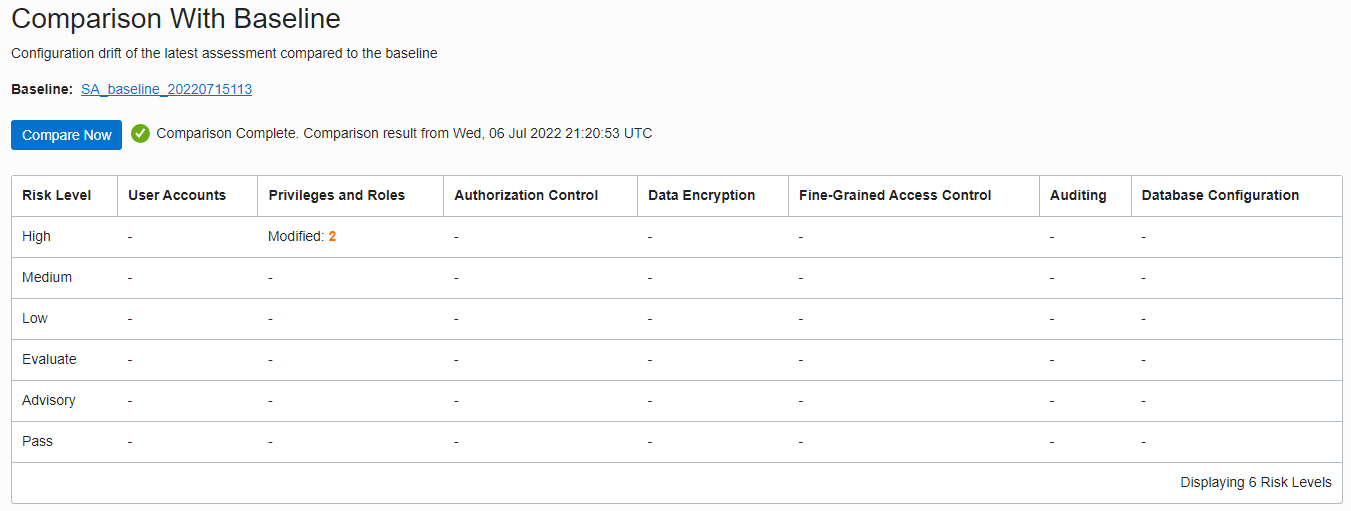 Comparison With Baseline
Configuration drift of the latest assessment compared to the baseline
Baseline: SA_baseline_20220715113
Compare Now Comparison Complete. Comparison result from Wed, 06 Jul 2022 21:20:53 UTC
Risk Level User Accounts Privileges and Roles Authorization Control Data Encryption Fine-Grained Access Control Auditing Database Configuration
High - Modified: 2 - - - - -
Medium - - - - - - -
Low - - - - - - -
Evaluate - - - - - - -
Advisory - - - - - - -
Pass - - - - - - -
Displaying 6 Risk Levels